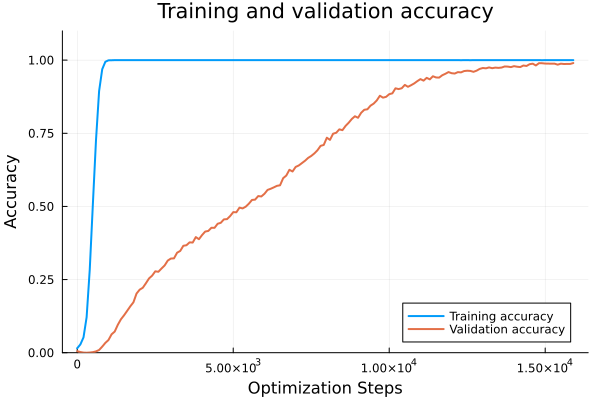 Training and validation accuracy
Accuracy
1.00
0.75
0.50
0.25
0.00
0
5.00×10³
1.00×10⁴
1.50×10⁴
Optimization Steps
Training accuracy
Validation accuracy